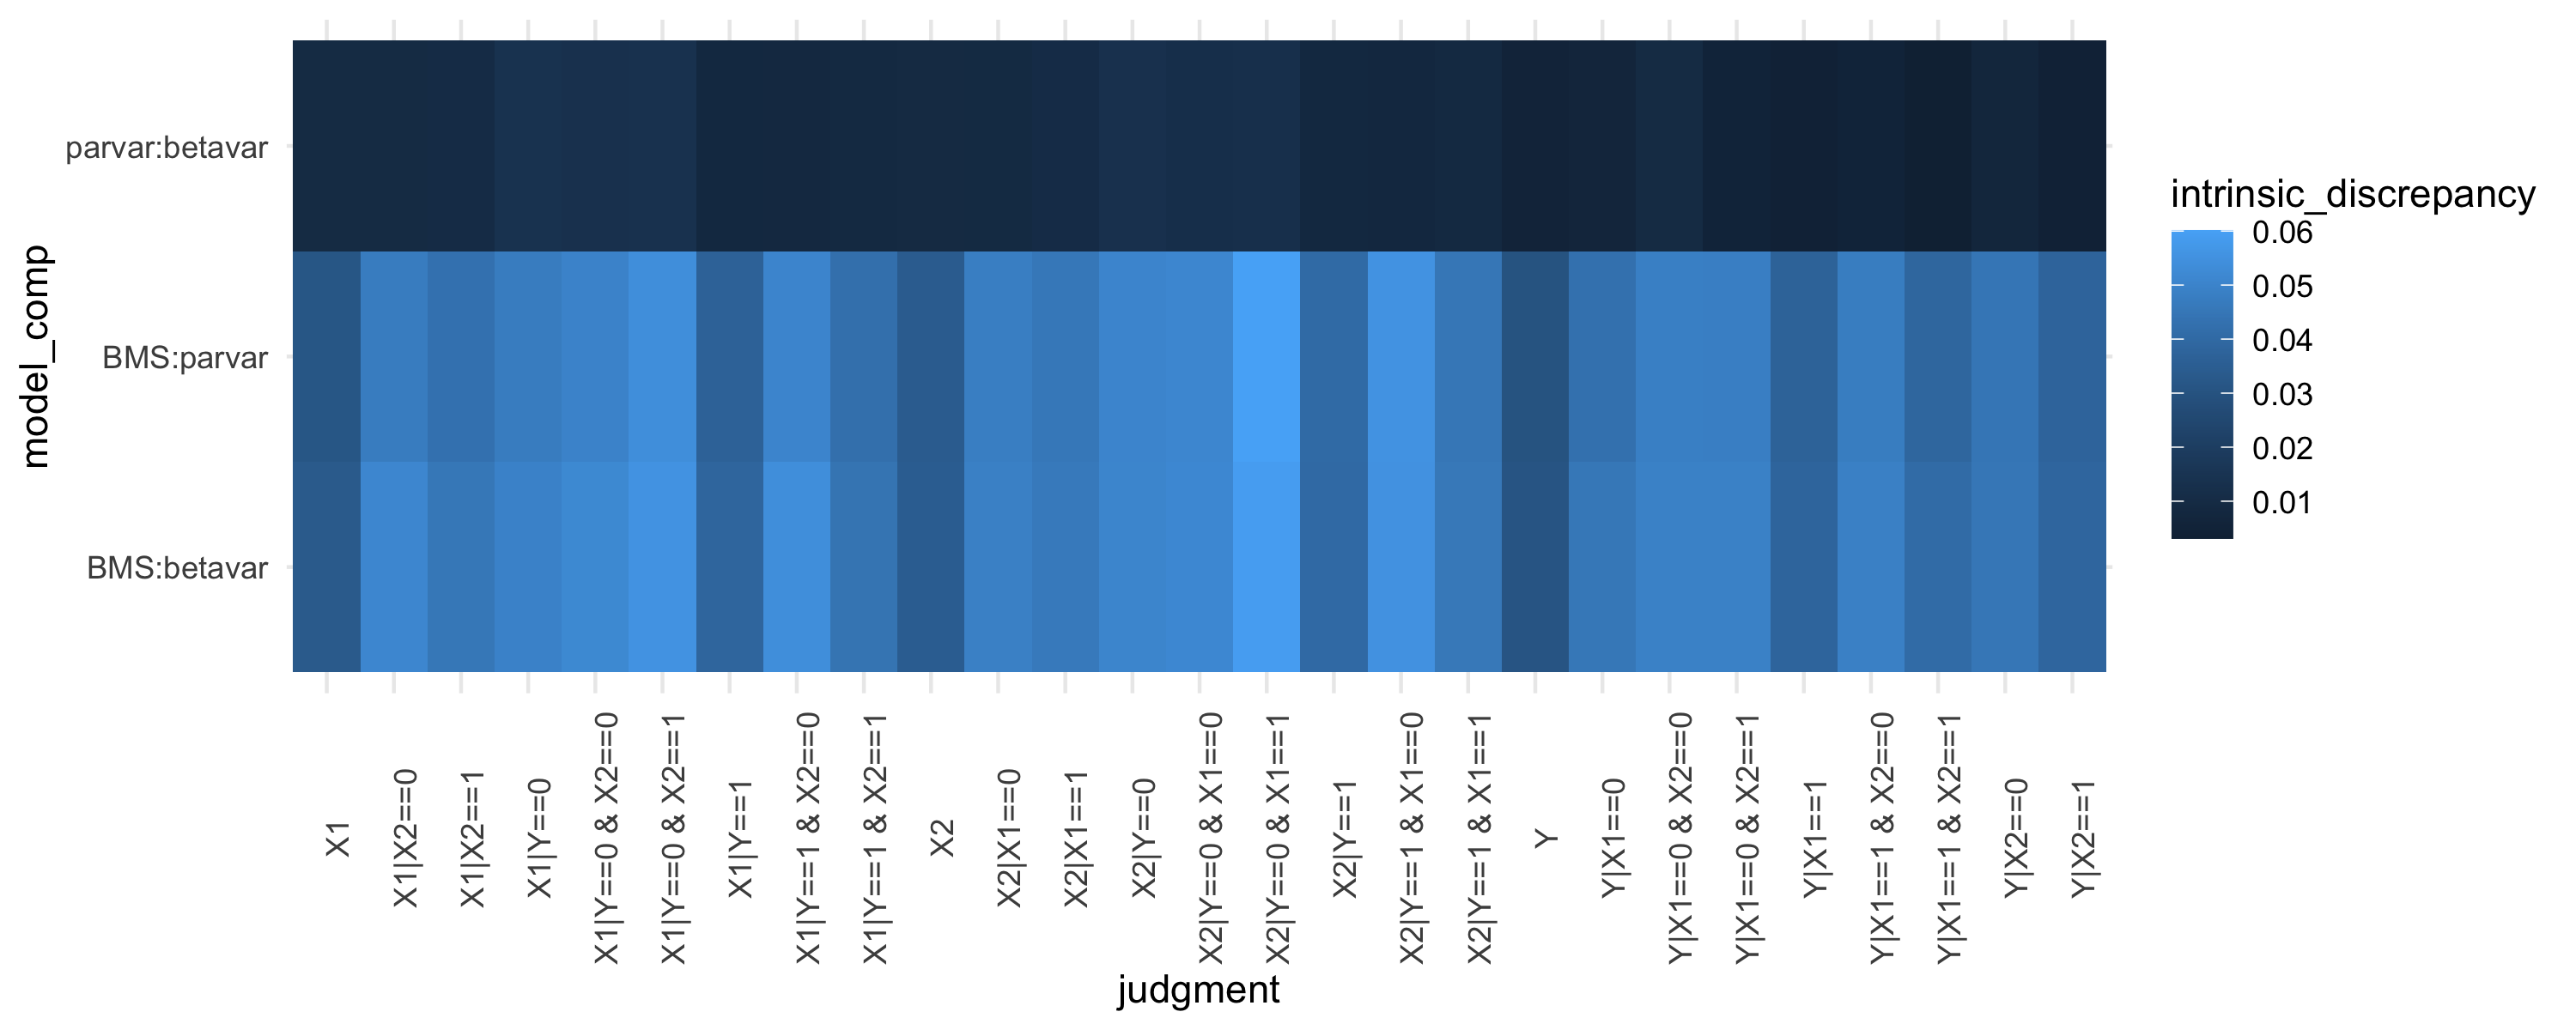 model_comp
parvar:betavar
BMS:parvar
BMS:betavar
X1
X1|X2==0
X1|X2==1
X1|Y==0
X1|Y==0 & X2==0
X1|Y==0 & X2==1
X1|Y==1
X1|Y==1 & X2==0
X1|Y==1 & X2==1
X2
X2|X1==0
X2|X1==1
X2|Y==0
X2|Y==0 & X1==0
X2|Y==0 & X1==1
X2|Y==1
X2|Y==1 & X1==0
X2|Y==1 & X1==1
Y
Y|X1==0
Y|X1==0 & X2==0
Y|X1==0 & X2==1
Y|X1==1
Y|X1==1 & X2==0
Y|X1==1 & X2==1
Y|X2==0
Y|X2==1
judgment
intrinsic_discrepancy
0.06
0.05
0.04
0.03
0.02
0.01